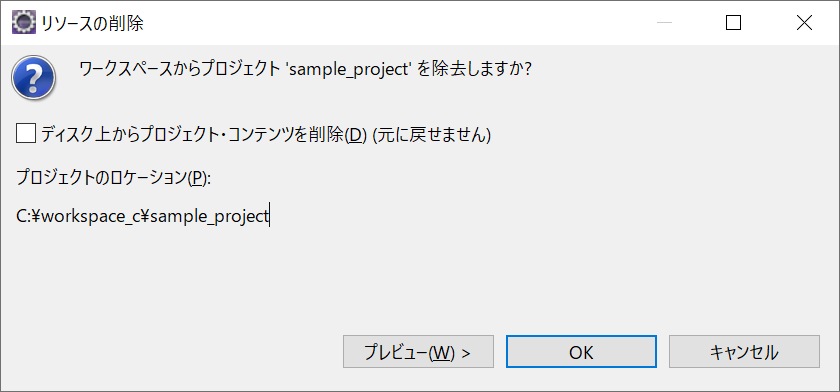 リソースの削除
ワークスペースからプロジェクト 'sample_project' を除去しますか?
ディスク上からプロジェクト・コンテンツを削除(D) (元に戻せません)
プロジェクトのロケーション(P):
C:¥workspace_c¥sample_project
プレビュー(W) > OK キャンセル